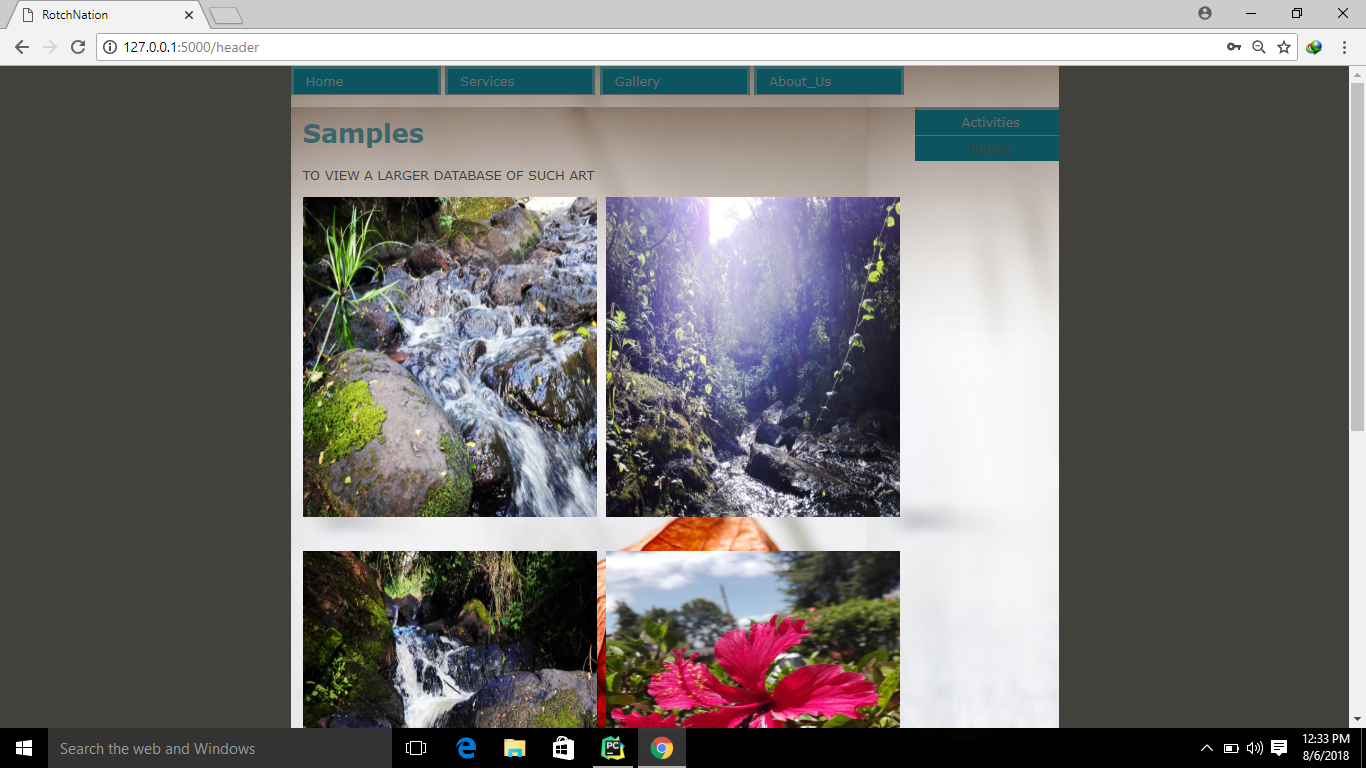 RotchNation
127.0.0.1:5000/header
Home
Services
Gallery
About_Us
Activities
logout
Samples
TO VIEW A LARGER DATABASE OF SUCH ART
Search the web and Windows
PC
12:33 PM
8/6/2018